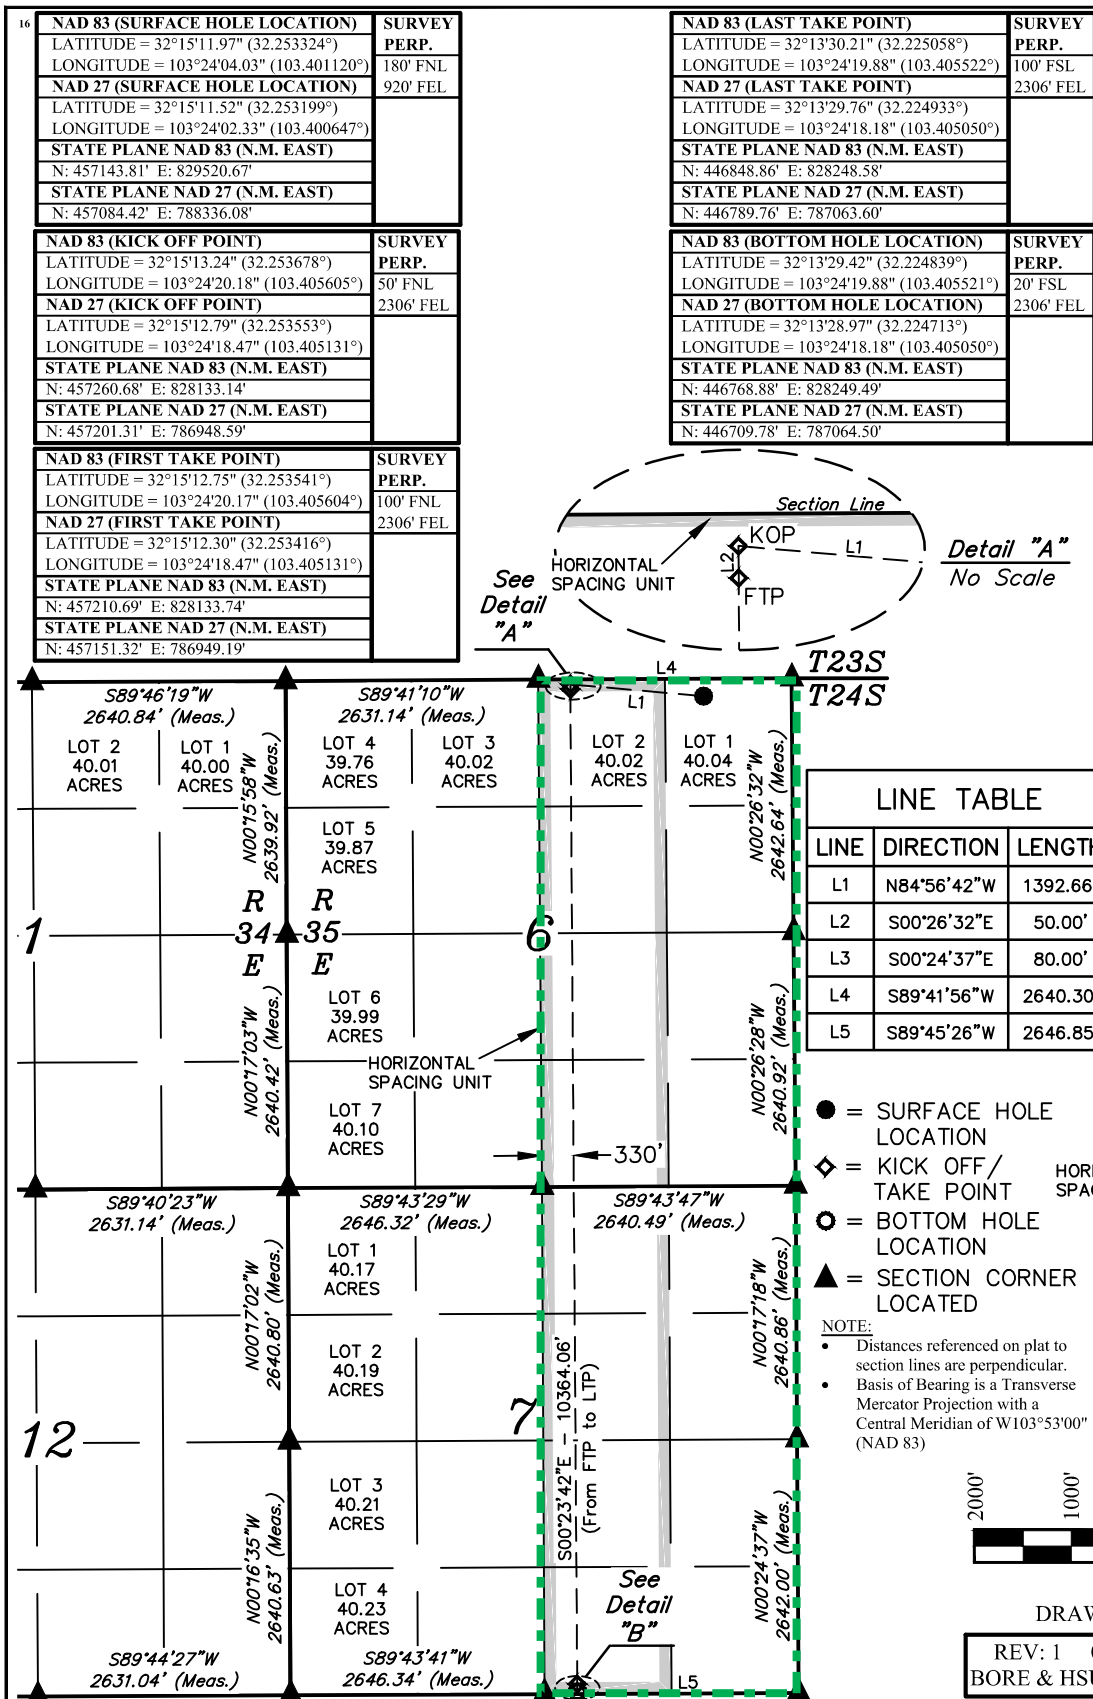 16
NAD 83 (SURFACE HOLE LOCATION)
SURVEY PERP.
LATITUDE = 32°15'11.97" (32.253324°)
LONGITUDE = 103°24'04.03" (103.401120°)
180' FNL
NAD 27 (SURFACE HOLE LOCATION)
920' FEL
LATITUDE = 32°15'11.52" (32.253199°)
LONGITUDE = 103°24'02.33" (103.400647°)
STATE PLANE NAD 83 (N.M. EAST)
N: 457143.81' E: 829520.67'
STATE PLANE NAD 27 (N.M. EAST)
N: 457084.42' E: 788336.08'
NAD 83 (LAST TAKE POINT)
SURVEY PERP.
LATITUDE = 32°13'30.21" (32.225058°)
LONGITUDE = 103°24'19.88" (103.405522°)
100' FSL
NAD 27 (LAST TAKE POINT)
2306' FEL
LATITUDE = 32°13'29.76" (32.224933°)
LONGITUDE = 103°24'18.18" (103.405050°)
STATE PLANE NAD 83 (N.M. EAST)
N: 446848.86' E: 828248.58'
STATE PLANE NAD 27 (N.M. EAST)
N: 446789.76' E: 787063.60'
NAD 83 (KICK OFF POINT)
SURVEY PERP.
LATITUDE = 32°15'13.24" (32.253678°)
LONGITUDE = 103°24'20.18" (103.405605°)
50' FNL
NAD 27 (KICK OFF POINT)
2306' FEL
LATITUDE = 32°15'12.79" (32.253553°)
LONGITUDE = 103°24'18.47" (103.405131°)
STATE PLANE NAD 83 (N.M. EAST)
N: 457260.68' E: 828133.14'
STATE PLANE NAD 27 (N.M. EAST)
N: 457201.31' E: 786948.59'
NAD 83 (BOTTOM HOLE LOCATION)
SURVEY PERP.
LATITUDE = 32°13'29.42" (32.224839°)
LONGITUDE = 103°24'19.88" (103.405521°)
20' FSL
NAD 27 (BOTTOM HOLE LOCATION)
2306' FEL
LATITUDE = 32°13'28.97" (32.224713°)
LONGITUDE = 103°24'18.18" (103.405050°)
STATE PLANE NAD 83 (N.M. EAST)
N: 446768.88' E: 828249.49'
STATE PLANE NAD 27 (N.M. EAST)
N: 446709.78' E: 787064.50'
NAD 83 (FIRST TAKE POINT)
SURVEY PERP.
LATITUDE = 32°15'12.75" (32.253541°)
LONGITUDE = 103°24'20.17" (103.405604°)
100' FNL
NAD 27 (FIRST TAKE POINT)
2306' FEL
LATITUDE = 32°15'12.30" (32.253416°)
LONGITUDE = 103°24'18.47" (103.405131°)
STATE PLANE NAD 83 (N.M. EAST)
N: 457210.69' E: 828133.74'
STATE PLANE NAD 27 (N.M. EAST)
N: 457151.32' E: 786949.19'
Section Line
KOP
L1
L2
FTP
HORIZONTAL
SPACING UNIT
Detail "A"
No Scale
See
Detail
"A"
L4
T23S
T24S
L1
S89°46'19"W
2640.84' (Meas.)
S89°41'10"W
2631.14' (Meas.)
LOT 2
40.01
ACRES
LOT 1
40.00
ACRES
LOT 4
39.76
ACRES
LOT 3
40.02
ACRES
LOT 2
40.02
ACRES
LOT 1
40.04
ACRES
N00°15'58"W
2639.92' (Meas.)
N00°26'32"W
2642.64' (Meas.)
LOT 5
39.87
ACRES
R
34
E
R
35
E
1
6
LOT 6
39.99
ACRES
HORIZONTAL
SPACING UNIT
N00°17'03"W
2640.42' (Meas.)
N00°26'28"W
2640.92' (Meas.)
LOT 7
40.10
ACRES
330'
S89°40'23"W
2631.14' (Meas.)
S89°43'29"W
2646.32' (Meas.)
S89°43'47"W
2640.49' (Meas.)
LOT 1
40.17
ACRES
N00°17'02"W
2640.80' (Meas.)
N00°17'18"W
2640.86' (Meas.)
LOT 2
40.19
ACRES
12
7
S00°23'42"E - 10364.06'
(From FTP to LTP)
LOT 3
40.21
ACRES
N00°16'35"W
2640.63' (Meas.)
N00°24'37"W
2642.00' (Meas.)
LOT 4
40.23
ACRES
See
Detail
"B"
S89°44'27"W
2631.04' (Meas.)
S89°43'41"W
2646.34' (Meas.)
L5
LINE TABLE
LINE DIRECTION LENGTH
L1 N84°56'42"W 1392.66
L2 S00°26'32"E 50.00'
L3 S00°24'37"E 80.00'
L4 S89°41'56"W 2640.30
L5 S89°45'26"W 2646.85
= SURFACE HOLE
LOCATION
= KICK OFF/
TAKE POINT
HORI
SPAC
= BOTTOM HOLE
LOCATION
= SECTION CORNER
LOCATED
NOTE:
• Distances referenced on plat to
section lines are perpendicular.
• Basis of Bearing is a Transverse
Mercator Projection with a
Central Meridian of W103°53'00"
(NAD 83)
2000'
1000'
DRAW
REV: 1
BORE & HSU